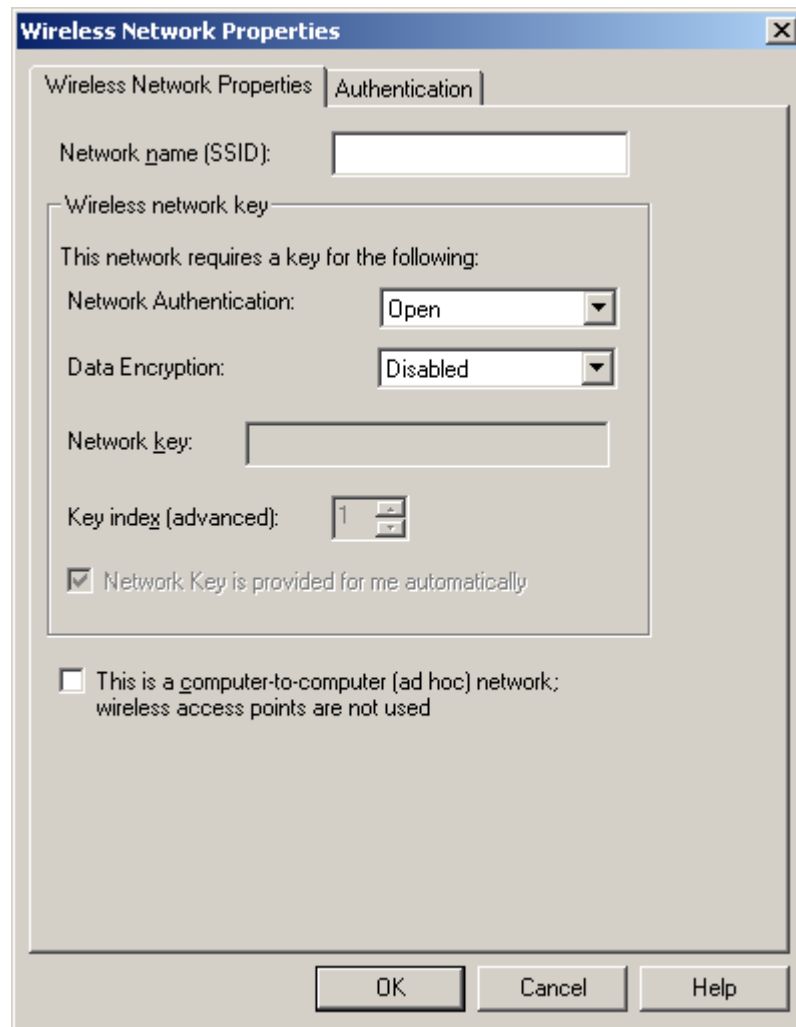 Wireless Network Properties
Wireless Network Properties
Authentication
Network name (SSID):
Wireless network key
This network requires a key for the following:
Network Authentication:
Open
Data Encryption:
Disabled
Network key:
Key index (advanced):
1
Network Key is provided for me automatically
This is a computer-to-computer (ad hoc) network;
wireless access points are not used
OK
Cancel
Help